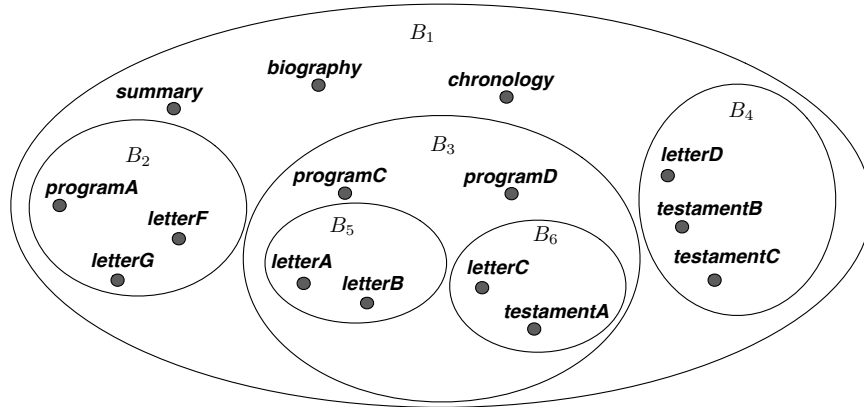 B1
biography
chronology
summary
B2
B3
B4
programA
programC
programD
letterD
letterF
B5
B6
testamentB
letterG
letterA
letterB
letterC
testamentC
testamentA